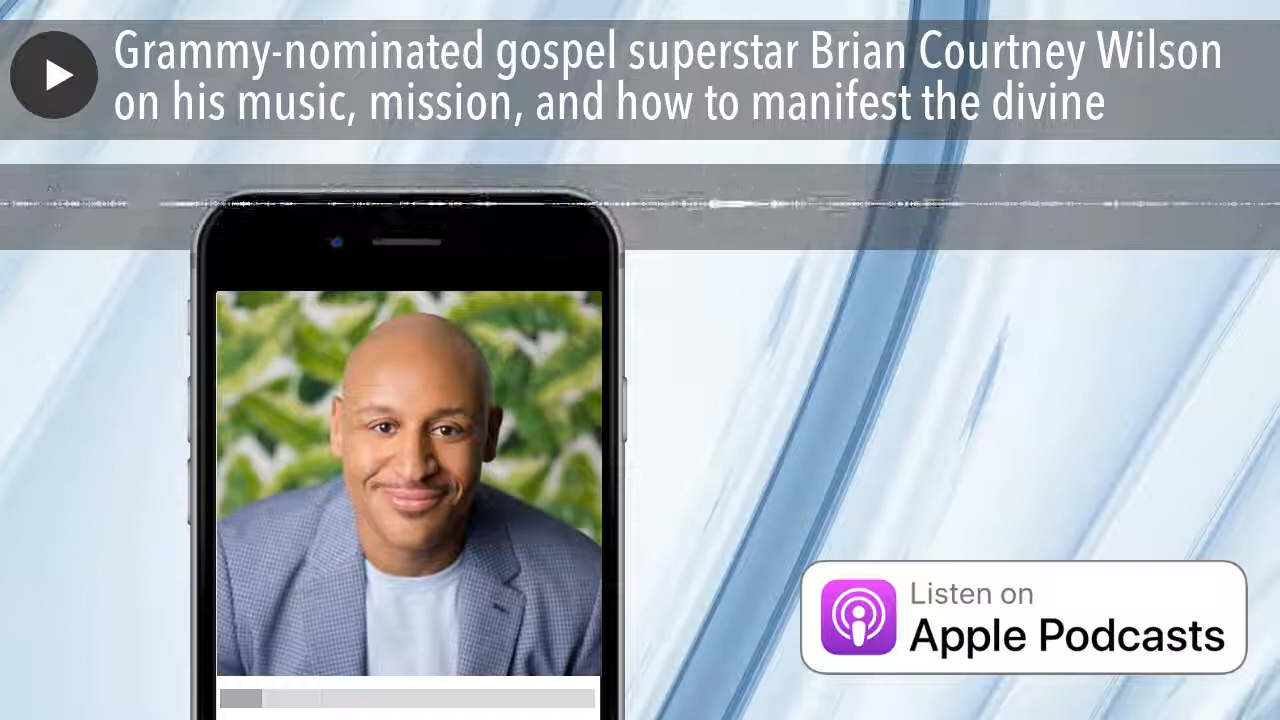 Grammy-nominated gospel superstar Brian Courtney Wilson
on his music, mission, and how to manifest the divine
Listen on
Apple Podcasts